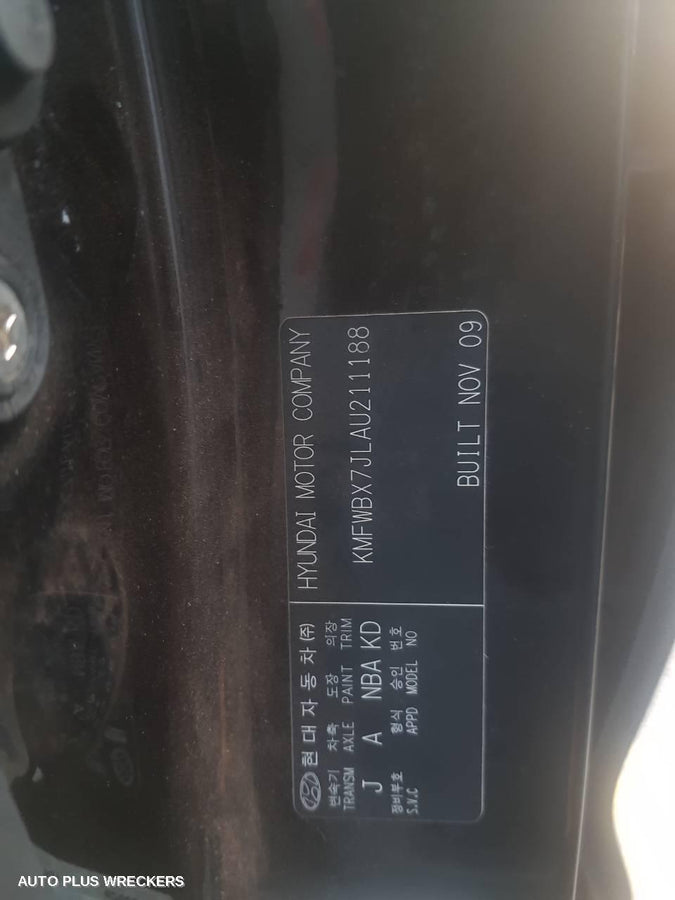 현대자동차(주) HYUNDAI MOTOR COMPANY
변속기 차축 도장 의장
TRANSM AXLE PAINT TRIM
J A NBA KD KMFWBX7JLAU211188
정비부호 형식 승인 번호
S.V.C APPD MODEL NO
BUILT NOV 09
AUTO PLUS WRECKERS